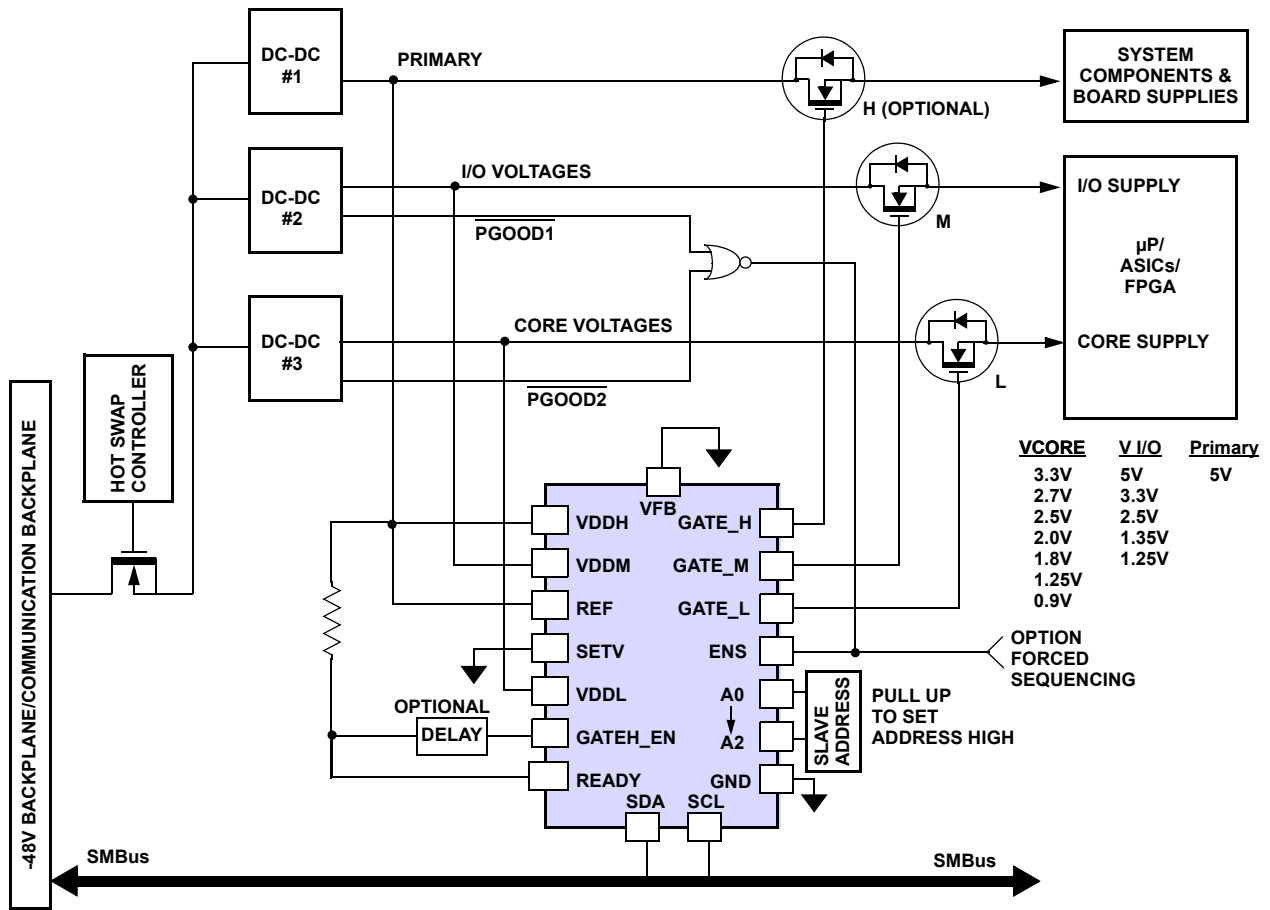 DC-DC
#1
PRIMARY
H (OPTIONAL)
SYSTEM
COMPONENTS &
BOARD SUPPLIES
DC-DC
#2
I/O VOLTAGES
PGOOD1
M
I/O SUPPLY
µP/
ASICs/
FPGA
CORE SUPPLY
DC-DC
#3
CORE VOLTAGES
PGOOD2
L
HOT SWAP
CONTROLLER
-48V BACKPLANE/COMMUNICATION BACKPLANE
VCORE V I/O Primary
3.3V 5V 5V
2.7V 3.3V
2.5V 2.5V
2.0V 1.35V
1.8V 1.25V
1.25V
0.9V
VFB
VDDH GATE_H
VDDM GATE_M
REF GATE_L
SETV ENS
VDDL A0
GATEH_EN A2
READY GND
SDA SCL
OPTIONAL
DELAY
OPTION
FORCED
SEQUENCING
SLAVE
ADDRESS
PULL UP
TO SET
ADDRESS HIGH
SMBus SMBus